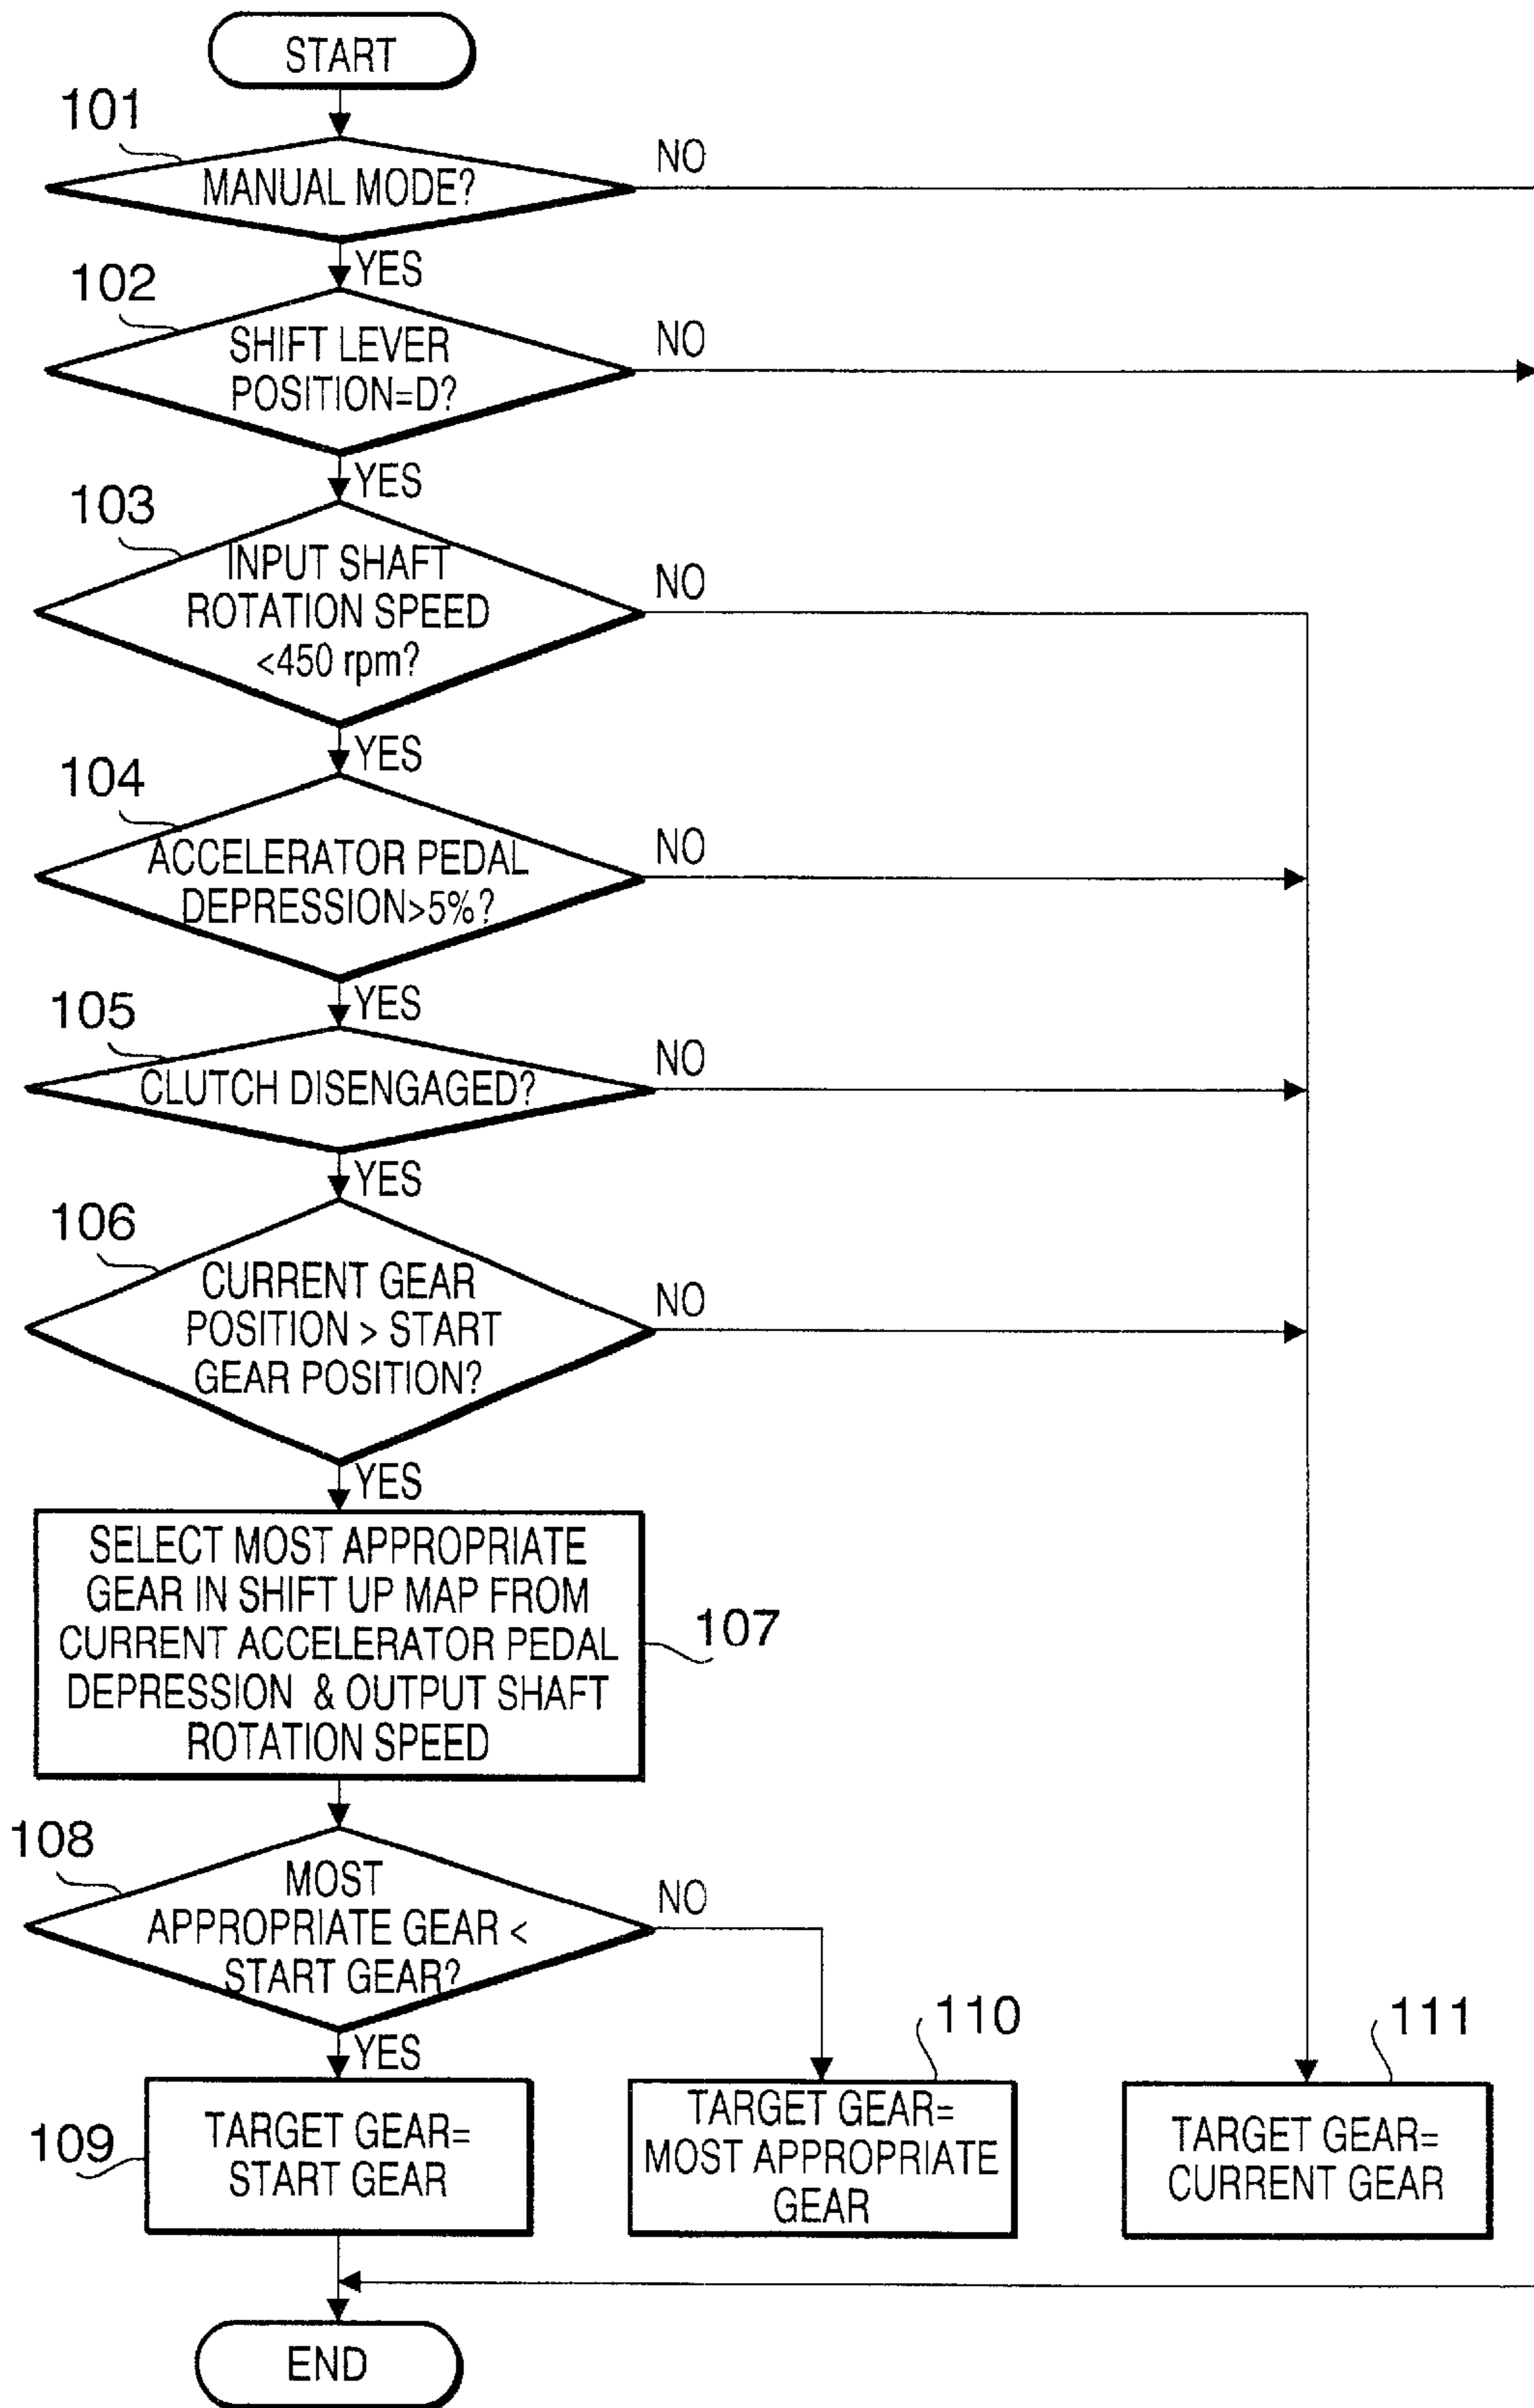 START
101
MANUAL MODE?
NO
YES
102
SHIFT LEVER
POSITION=D?
NO
YES
103
INPUT SHAFT
ROTATION SPEED
<450 rpm?
NO
YES
104
ACCELERATOR PEDAL
DEPRESSION>5%?
NO
YES
105
CLUTCH DISENGAGED?
NO
YES
106
CURRENT GEAR
POSITION > START
GEAR POSITION?
NO
YES
SELECT MOST APPROPRIATE
GEAR IN SHIFT UP MAP FROM
CURRENT ACCELERATOR PEDAL
DEPRESSION & OUTPUT SHAFT
ROTATION SPEED
107
108
MOST
APPROPRIATE GEAR <
START GEAR?
NO
YES
109
TARGET GEAR=
START GEAR
110
TARGET GEAR=
MOST APPROPRIATE
GEAR
111
TARGET GEAR=
CURRENT GEAR
END